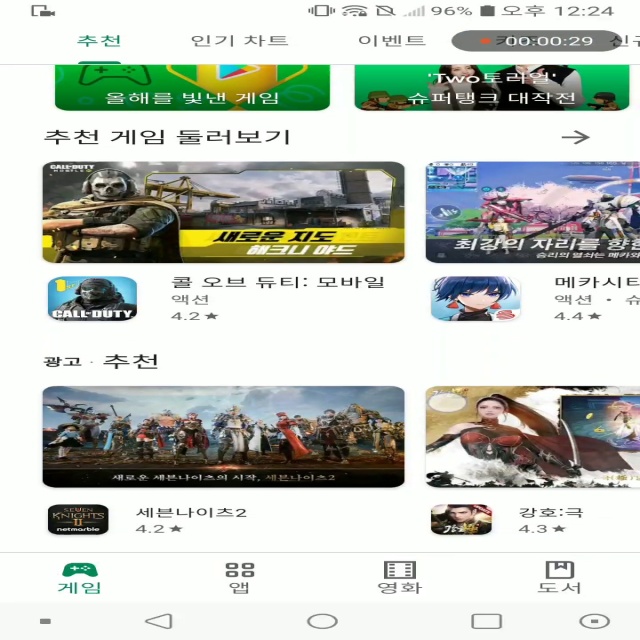 96% 오후 12:24
추천 인기 차트 이벤트 00:00:29 신규
올해를 빛낸 게임
'Two토리얼'
슈퍼탱크 대작전
추천 게임 둘러보기
CALL OF DUTY
MOBILE
새로운 지도
해크니 야드
최강의 자리를 향한
승리의 열쇠는 메카와
콜 오브 듀티: 모바일
액션
4.2★
1st
CALL OF DUTY
메카시티
액션 · 슈
4.4★
광고 · 추천
새로운 세븐나이츠의 시작, 세븐나이츠2
SEVEN
KNIGHTS
II
netmarble
세븐나이츠2
4.2★
강호:극
4.3★
게임 앱 영화 도서